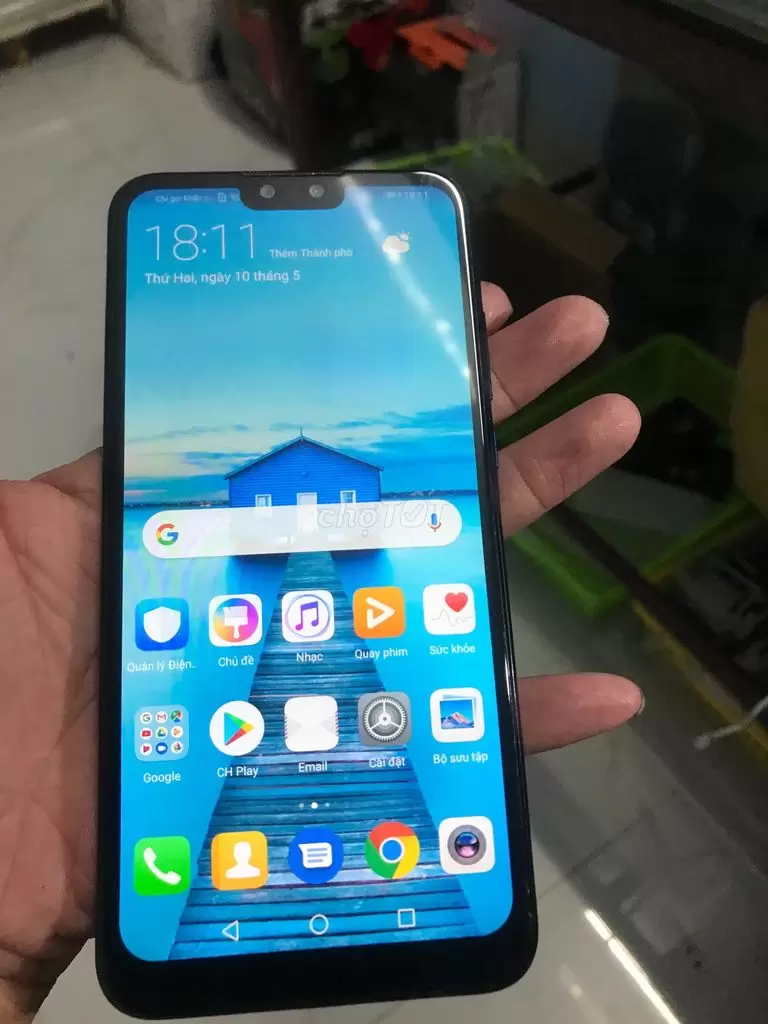 Chỉ gọi khẩn c...
18:11
18:11 Thêm Thành phố
Thứ Hai, ngày 10 tháng 5
G
chợTỐT
Quản lý Điện..
Chủ đề
Nhạc
Quay phim
Sức khỏe
Google
CH Play
Email
Cài đặt
Bộ sưu tập